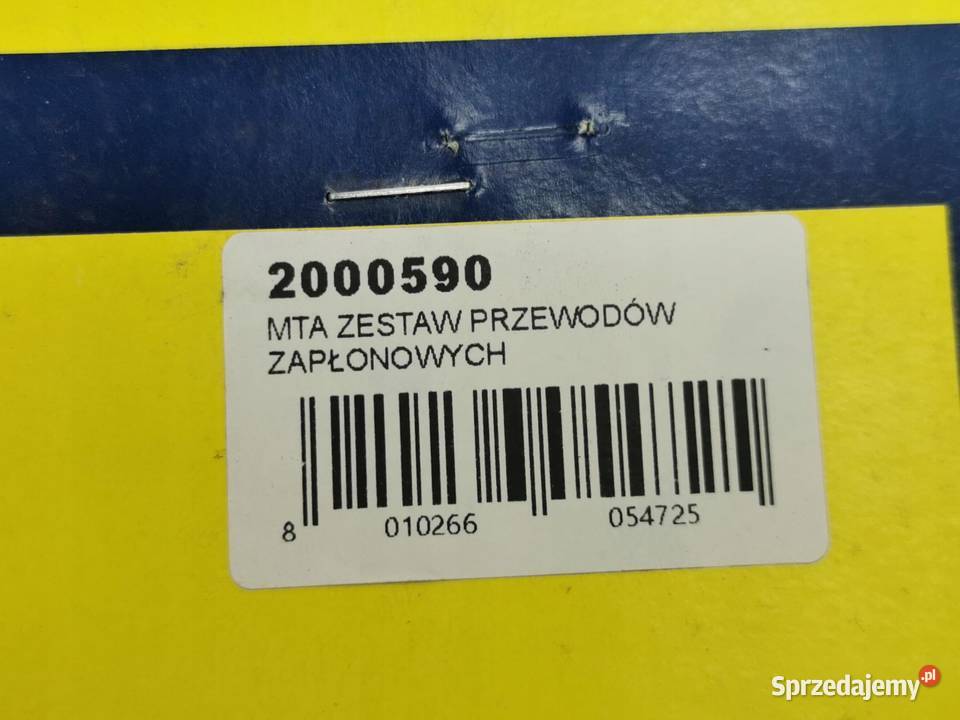 2000590
MTA ZESTAW PRZEWODÓW
ZAPŁONOWYCH
8 010266 054725
Sprzedajemy.pl